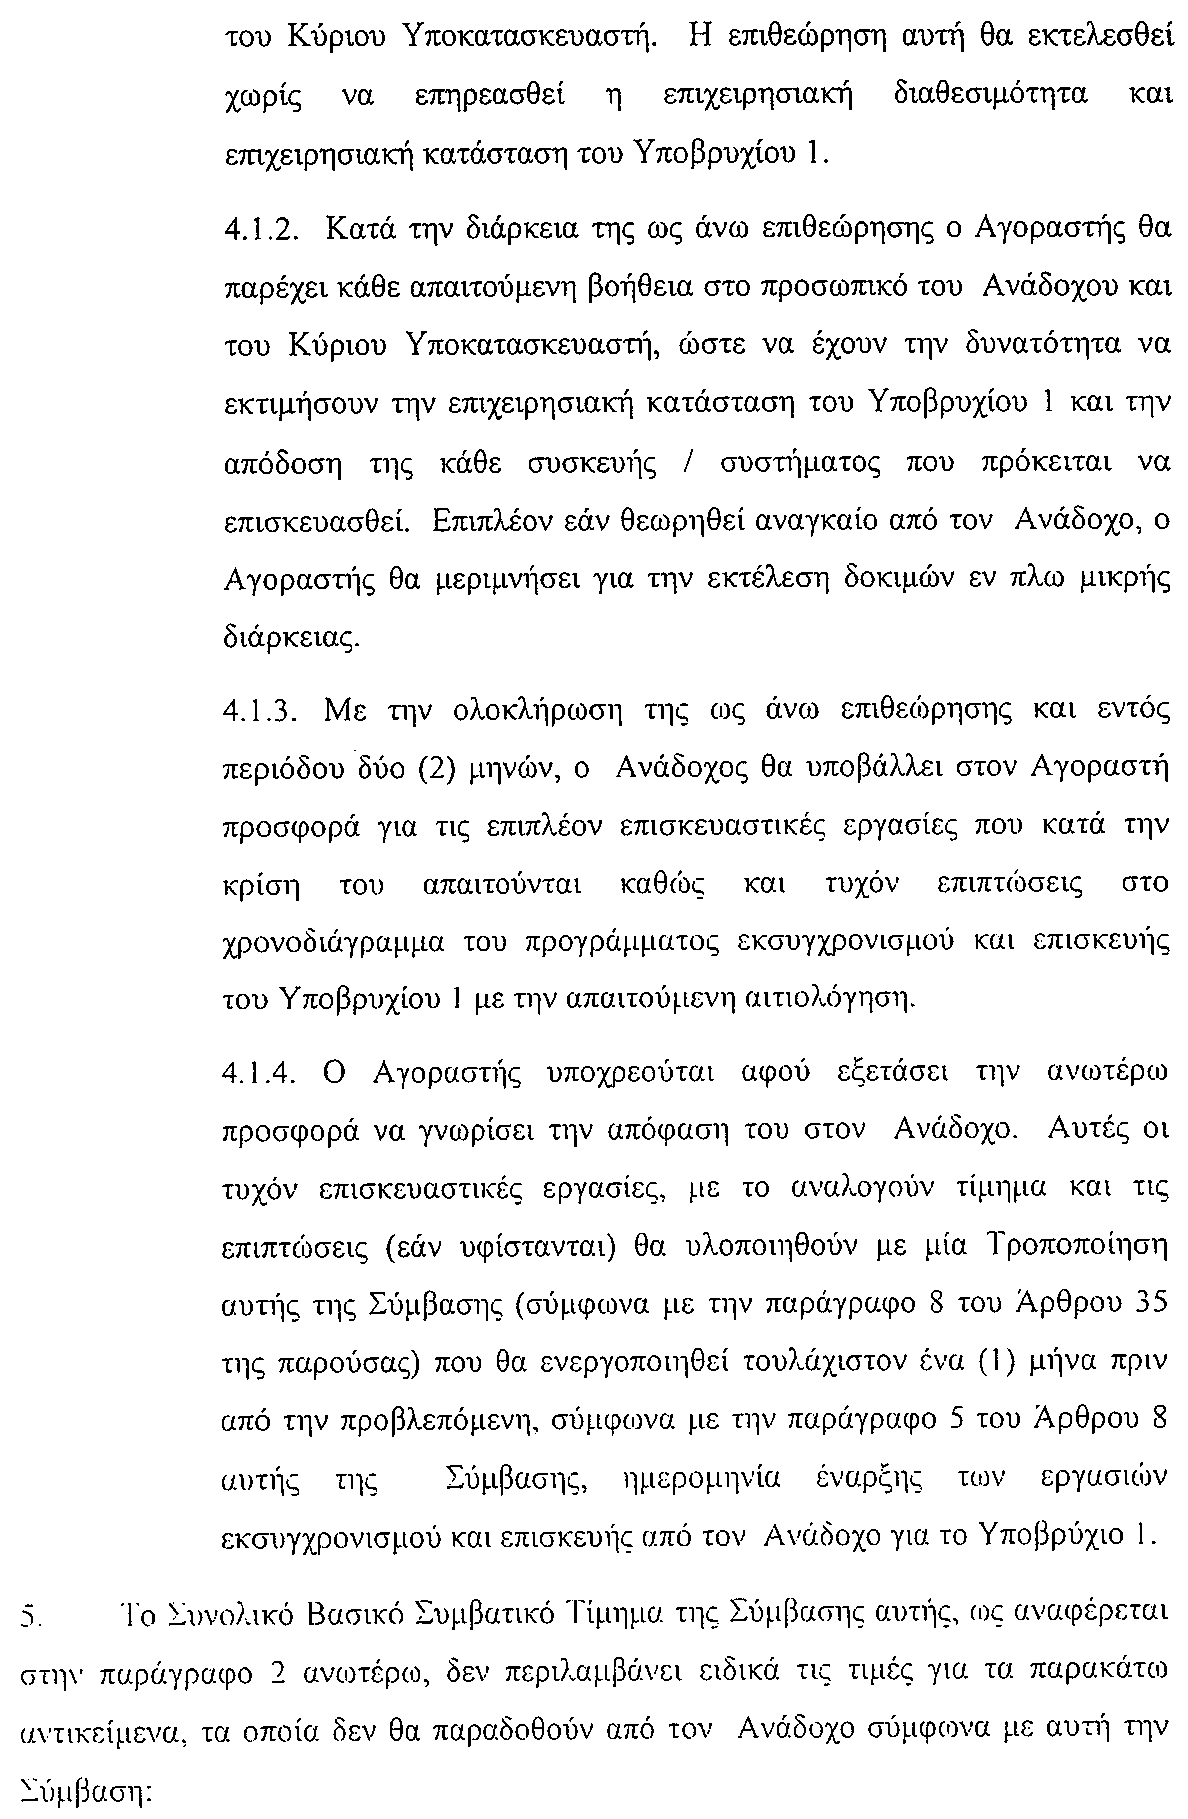 του Κύριου Υποκατασκευαστή. Η επιθεώρηση αυτή θα εκτελεσθεί
χωρίς να επηρεασθεί η επιχειρησιακή διαθεσιμότητα και
επιχειρησιακή κατάσταση του Υποβρυχίου 1.
4.1.2. Κατά την διάρκεια της ως άνω επιθεώρησης ο Αγοραστής θα
παρέχει κάθε απαιτούμενη βοήθεια στο προσωπικό του Ανάδοχου και
του Κύριου Υποκατασκευαστή, ώστε να έχουν την δυνατότητα να
εκτιμήσουν την επιχειρησιακή κατάσταση του Υποβρυχίου 1 και την
απόδοση της κάθε συσκευής / συστήματος που πρόκειται να
επισκευασθεί. Επιπλέον εάν θεωρηθεί αναγκαίο από τον Ανάδοχο, ο
Αγοραστής θα μεριμνήσει για την εκτέλεση δοκιμών εν πλω μικρής
διάρκειας.
4.1.3. Με την ολοκλήρωση της ως άνω επιθεώρησης και εντός
περιόδου δύο (2) μηνών, ο Ανάδοχος θα υποβάλλει στον Αγοραστή
προσφορά για τις επιπλέον επισκευαστικές εργασίες που κατά την
κρίση του απαιτούνται καθώς και τυχόν επιπτώσεις στο
χρονοδιάγραμμα του προγράμματος εκσυγχρονισμού και επισκευής
του Υποβρυχίου 1 με την απαιτούμενη αιτιολόγηση.
4.1.4. Ο Αγοραστής υποχρεούται αφού εξετάσει την ανωτέρω
προσφορά να γνωρίσει την απόφαση του στον Ανάδοχο. Αυτές οι
τυχόν επισκευαστικές εργασίες, με το αναλογούν τίμημα και τις
επιπτώσεις (εάν υφίστανται) θα υλοποιηθούν με μία Τροποποίηση
αυτής της Σύμβασης (σύμφωνα με την παράγραφο 8 του Άρθρου 35
της παρούσας) που θα ενεργοποιηθεί τουλάχιστον ένα (1) μήνα πριν
από την προβλεπόμενη, σύμφωνα με την παράγραφο 5 του Άρθρου 8
αυτής της Σύμβασης, ημερομηνία έναρξης των εργασιών
εκσυγχρονισμού και επισκευής από τον Ανάδοχο για το Υποβρύχιο 1.
5. Το Συνολικό Βασικό Συμβατικό Τίμημα της Σύμβασης αυτής, ως αναφέρεται
στην παράγραφο 2 ανωτέρω, δεν περιλαμβάνει ειδικά τις τιμές για τα παρακάτω
αντικείμενα, τα οποία δεν θα παραδοθούν από τον Ανάδοχο σύμφωνα με αυτή την
Σύμβαση: